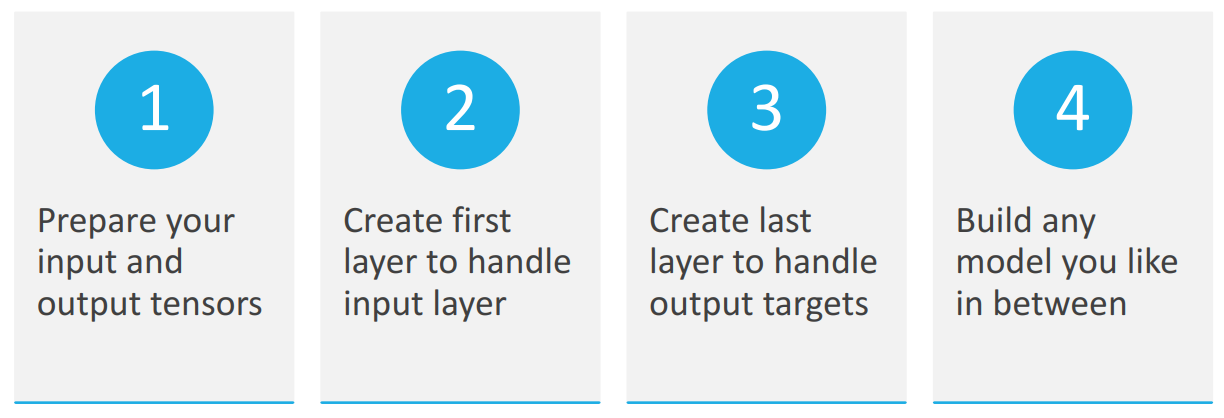 1
Prepare your
input and
output tensors
2
Create first
layer to handle
input layer
3
Create last
layer to handle
output targets
4
Build any
model you like
in between